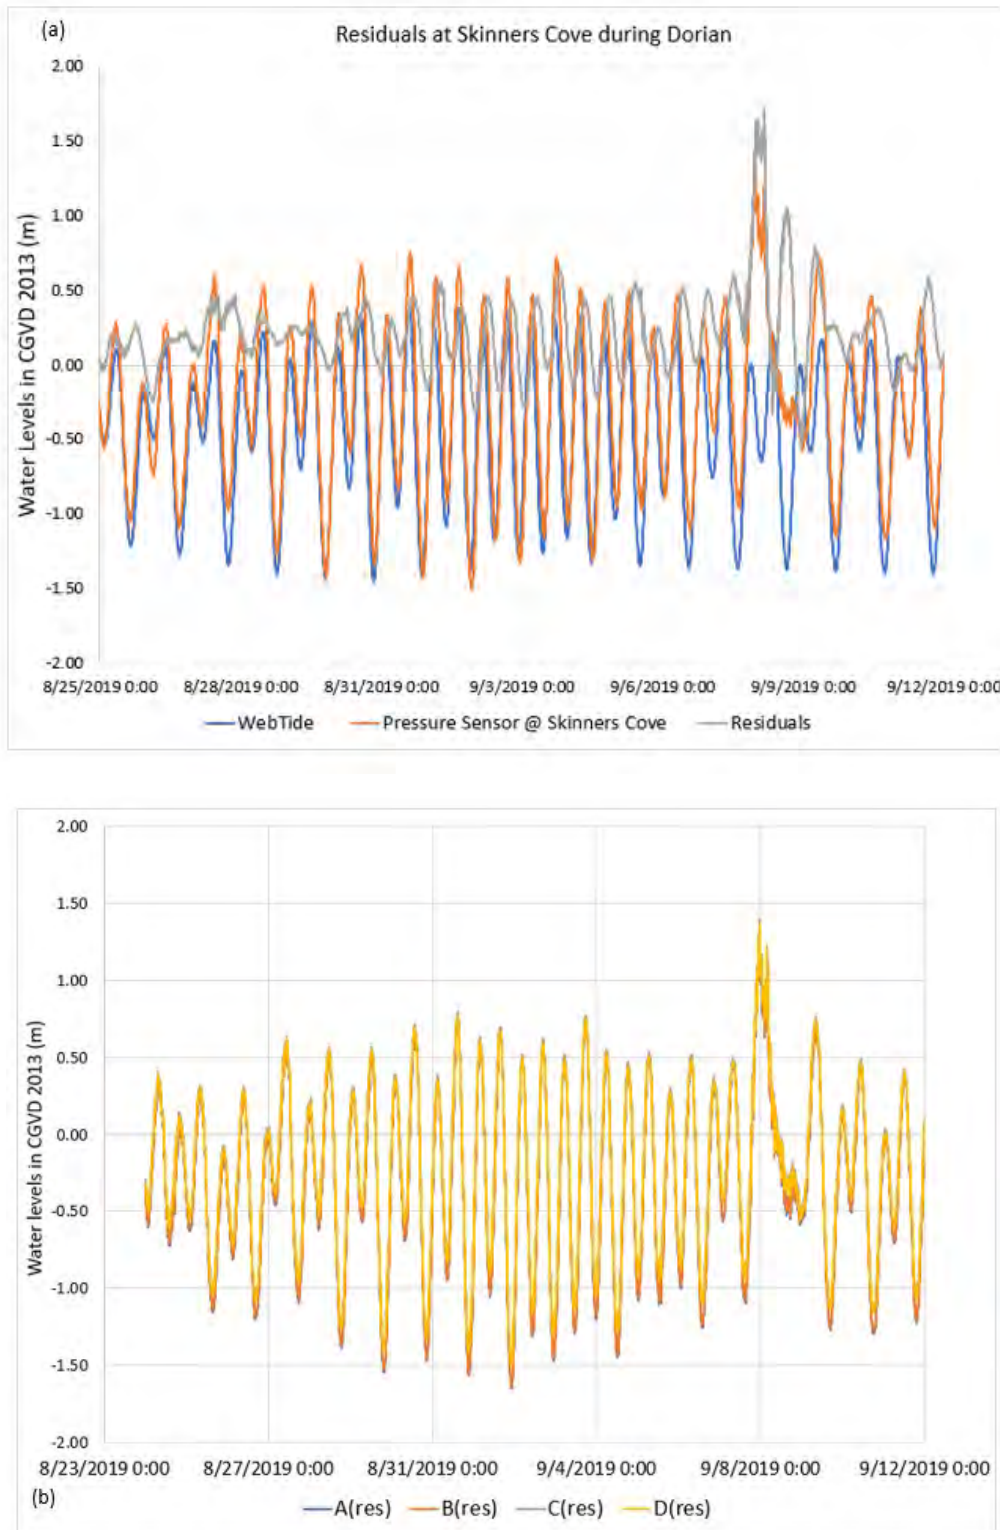 (a)
Residuals at Skinners Cove during Dorian
Water Levels in CGVD 2013 (m)
2.00
1.50
1.00
0.50
0.00
-0.50
-1.00
-1.50
-2.00
8/25/2019 0:00 8/28/2019 0:00 8/31/2019 0:00 9/3/2019 0:00 9/6/2019 0:00 9/9/2019 0:00 9/12/2019 0:00
WebTide Pressure Sensor @ Skinners Cove Residuals
Water levels in CGVD 2013 (m)
2.00
1.50
1.00
0.50
0.00
-0.50
-1.00
-1.50
-2.00
8/23/2019 0:00 8/27/2019 0:00 8/31/2019 0:00 9/4/2019 0:00 9/8/2019 0:00 9/12/2019 0:00
(b)
A(res) B(res) C(res) D(res)